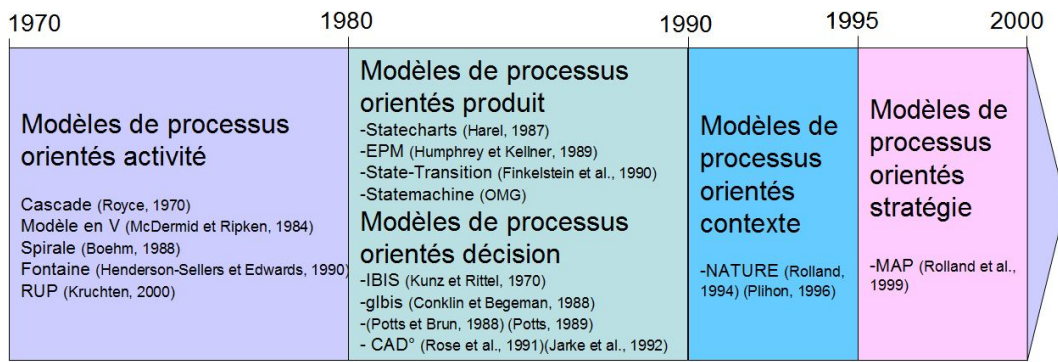 1970
1980
1990
1995
2000
Modèles de processus
orientés activité
Cascade (Royce, 1970)
Modèle en V (McDermid et Ripken, 1984)
Spirale (Boehm, 1988)
Fontaine (Henderson-Sellers et Edwards, 1990)
RUP (Kruchten, 2000)
Modèles de processus
orientés produit
-Statecharts (Harel, 1987)
-EPM (Humphrey et Kellner, 1989)
-State-Transition (Finkelstein et al., 1990)
-Statemachine (OMG)
Modèles de processus
orientés décision
-IBIS (Kunz et Rittel, 1970)
-gIbis (Conklin et Begeman, 1988)
-(Potts et Brun, 1988) (Potts, 1989)
- CAD° (Rose et al., 1991)(Jarke et al., 1992)
Modèles de
processus
orientés
contexte
-NATURE (Rolland,
1994) (Plihon, 1996)
Modèles de
processus
orientés
stratégie
-MAP (Rolland et al.,
1999)